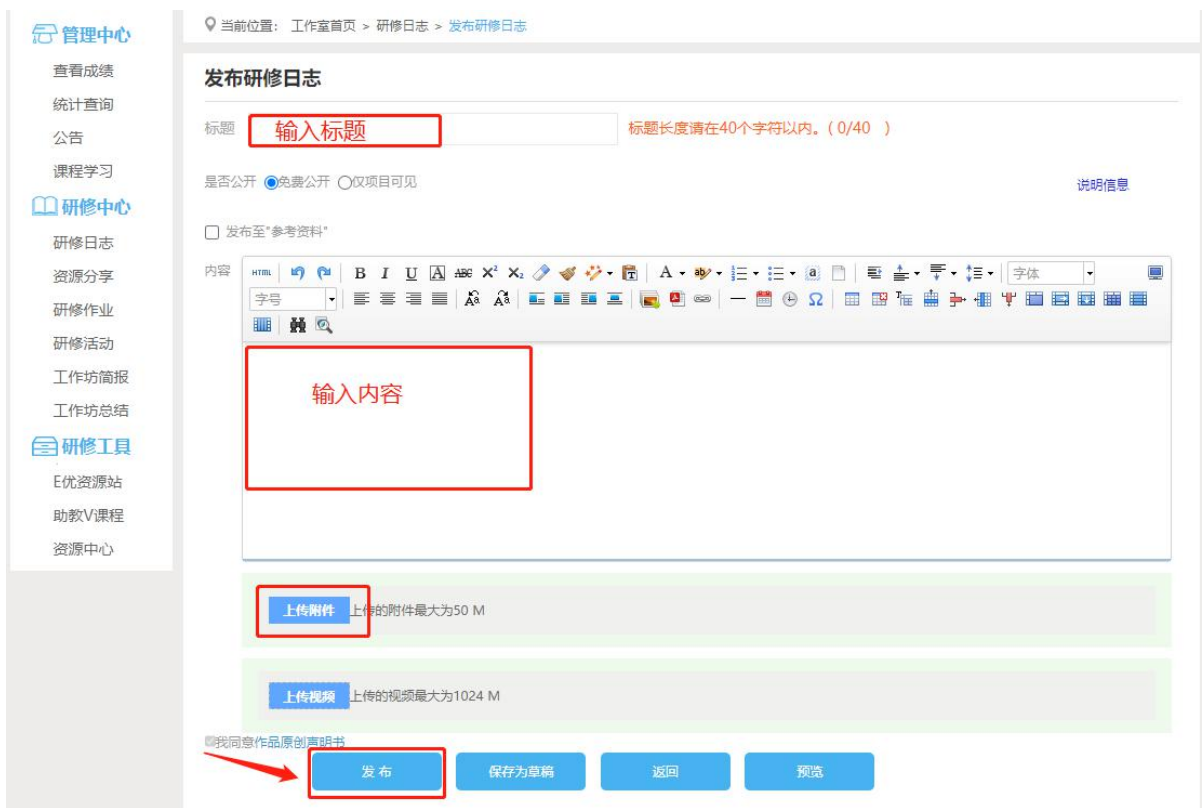 管理中心
查看成绩
统计查询
公告
课程学习
研修中心
研修日志
资源分享
研修作业
研修活动
工作坊简报
工作坊总结
研修工具
E优资源站
助教V课程
资源中心
当前位置： 工作室首页 > 研修日志 > 发布研修日志
发布研修日志
标题 输入标题 标题长度请在40个字符以内。( 0/40 )
是否公开 免费公开 仅项目可见
说明信息
发布至"参考资料"
内容 HTML B I U A ABC X² X₂ T A ab a 字体
字号 Ω
输入内容
上传附件 上传的附件最大为50 M
上传视频 上传的视频最大为1024 M
我同意作品原创声明书
发布 保存为草稿 返回 预览